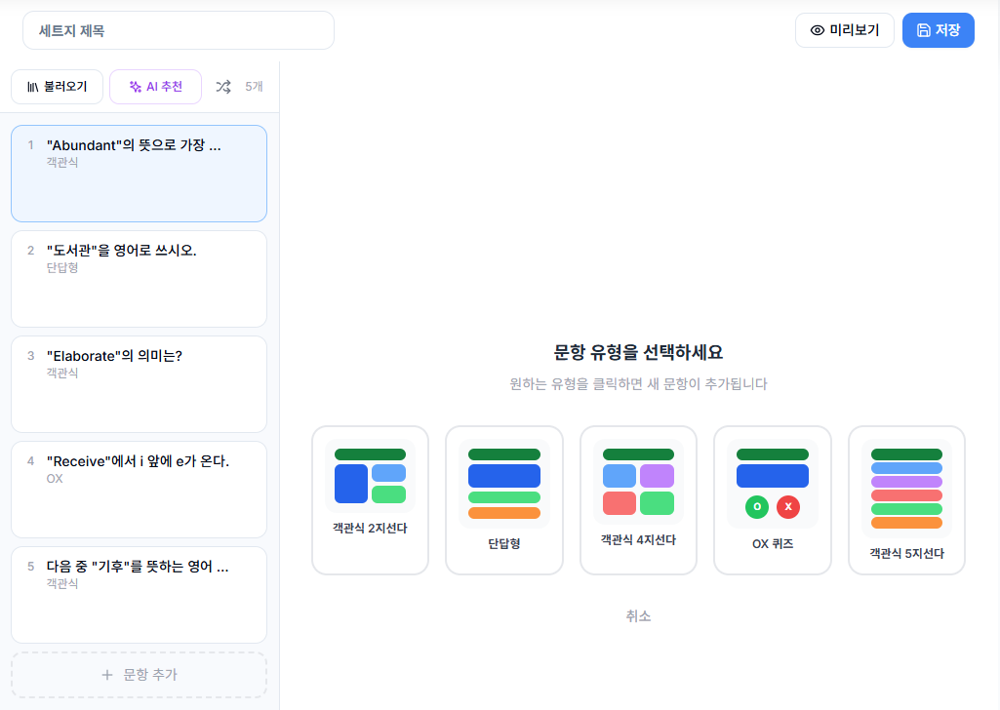 세트지 제목
미리보기
저장
불러오기
AI 추천
5개
1 "Abundant"의 뜻으로 가장 ...
객관식
2 "도서관"을 영어로 쓰시오.
단답형
3 "Elaborate"의 의미는?
객관식
4 "Receive"에서 i 앞에 e가 온다.
OX
5 다음 중 "기후"를 뜻하는 영어 ...
객관식
+ 문항 추가
문항 유형을 선택하세요
원하는 유형을 클릭하면 새 문항이 추가됩니다
객관식 2지선다
단답형
객관식 4지선다
O X
OX 퀴즈
객관식 5지선다
취소